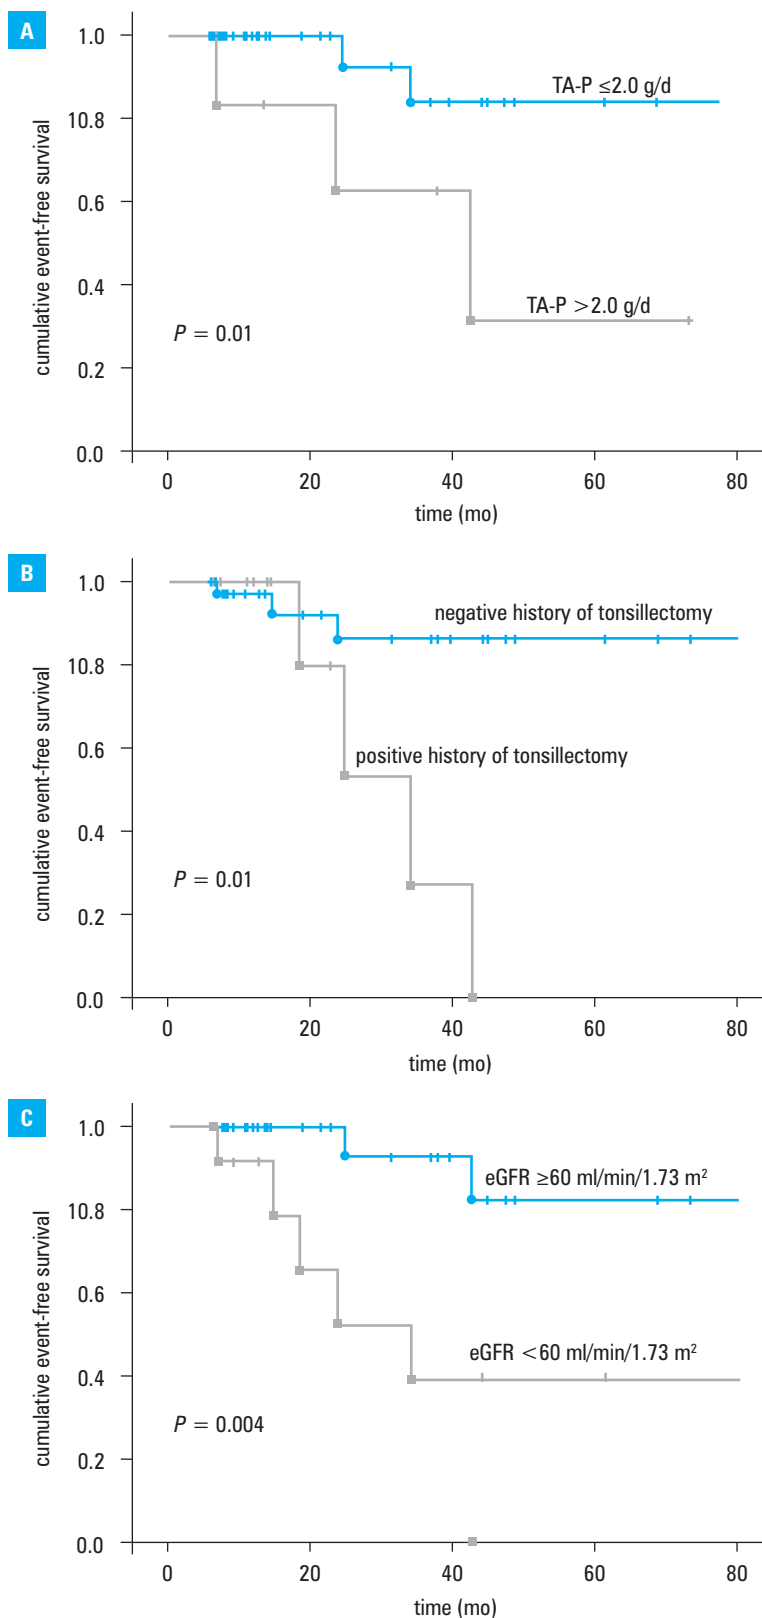 A
cumulative event-free survival
1.0
10.8
0.6
0.4
0.2
0.0
TA-P ≤2.0 g/d
TA-P >2.0 g/d
P = 0.01
0 20 40 60 80
time (mo)
B
cumulative event-free survival
1.0
10.8
0.6
0.4
0.2
0.0
negative history of tonsillectomy
positive history of tonsillectomy
P = 0.01
0 20 40 60 80
time (mo)
C
cumulative event-free survival
1.0
10.8
0.6
0.4
0.2
0.0
eGFR ≥60 ml/min/1.73 m²
eGFR <60 ml/min/1.73 m²
P = 0.004
0 20 40 60 80
time (mo)